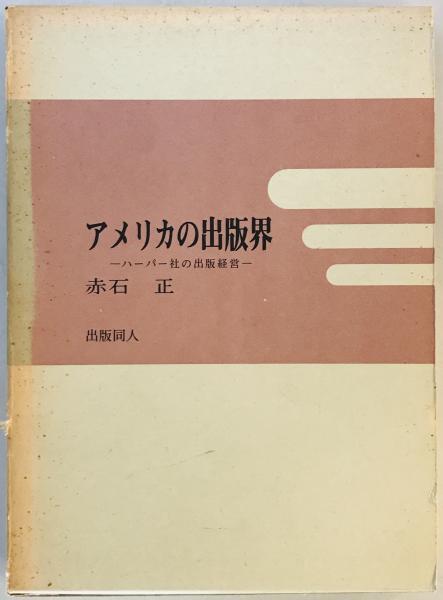 アメリカの出版界
―ハーパー社の出版経営―
赤石　正
出版同人